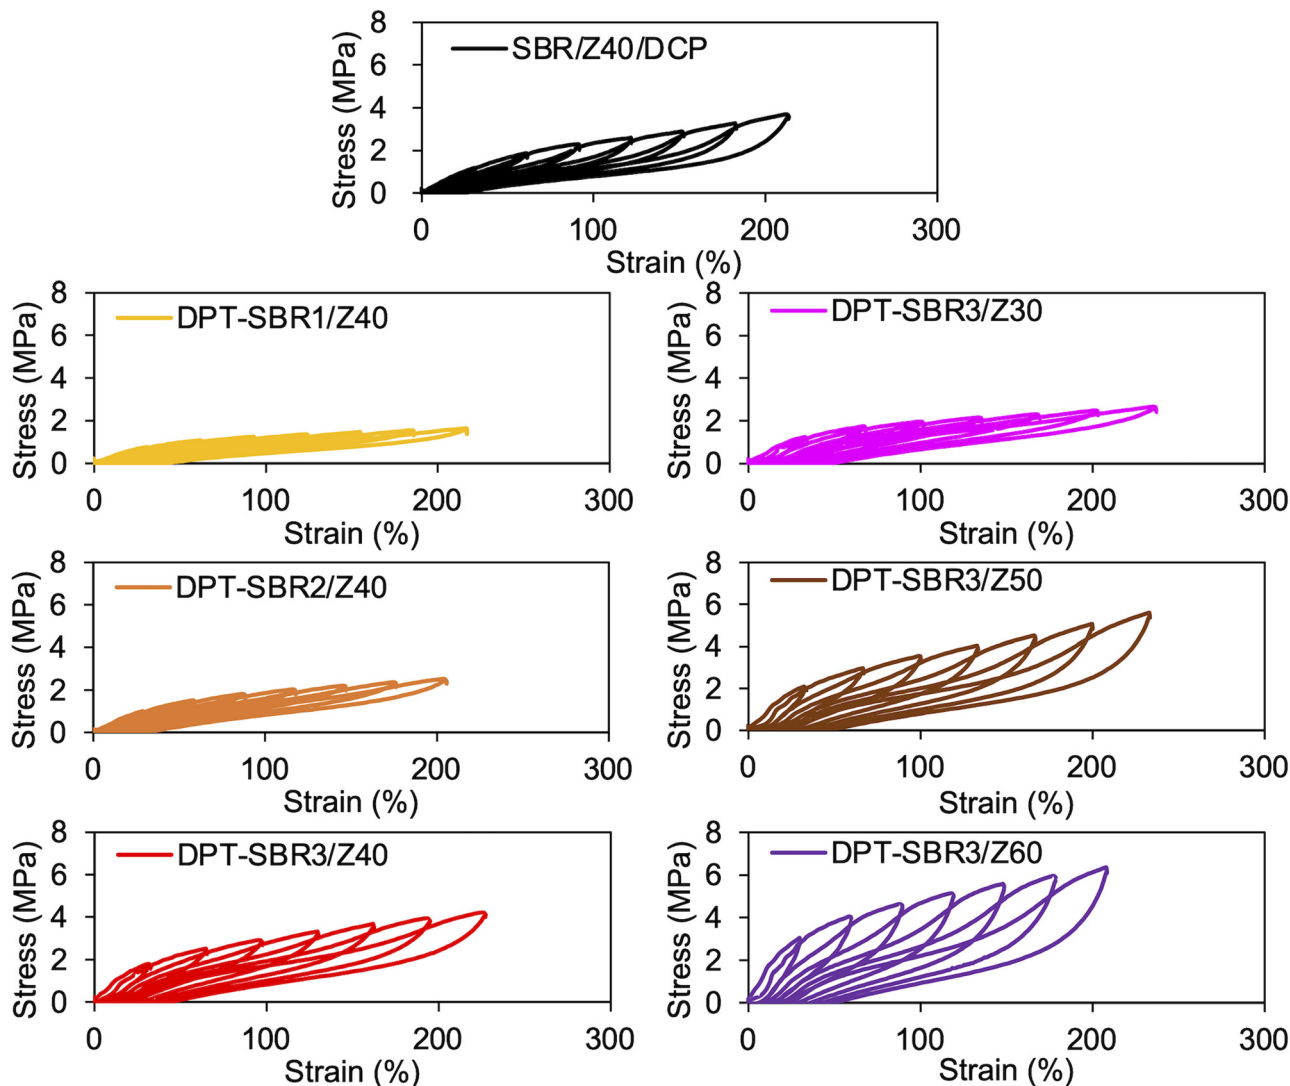 8
6
4
2
0
Stress (MPa)
SBR/Z40/DCP
0 100 200 300
Strain (%)
8
6
4
2
0
Stress (MPa)
DPT-SBR1/Z40
0 100 200 300
Strain (%)
8
6
4
2
0
Stress (MPa)
DPT-SBR3/Z30
0 100 200 300
Strain (%)
8
6
4
2
0
Stress (MPa)
DPT-SBR2/Z40
0 100 200 300
Strain (%)
8
6
4
2
0
Stress (MPa)
DPT-SBR3/Z50
0 100 200 300
Strain (%)
8
6
4
2
0
Stress (MPa)
DPT-SBR3/Z40
0 100 200 300
Strain (%)
8
6
4
2
0
Stress (MPa)
DPT-SBR3/Z60
0 100 200 300
Strain (%)